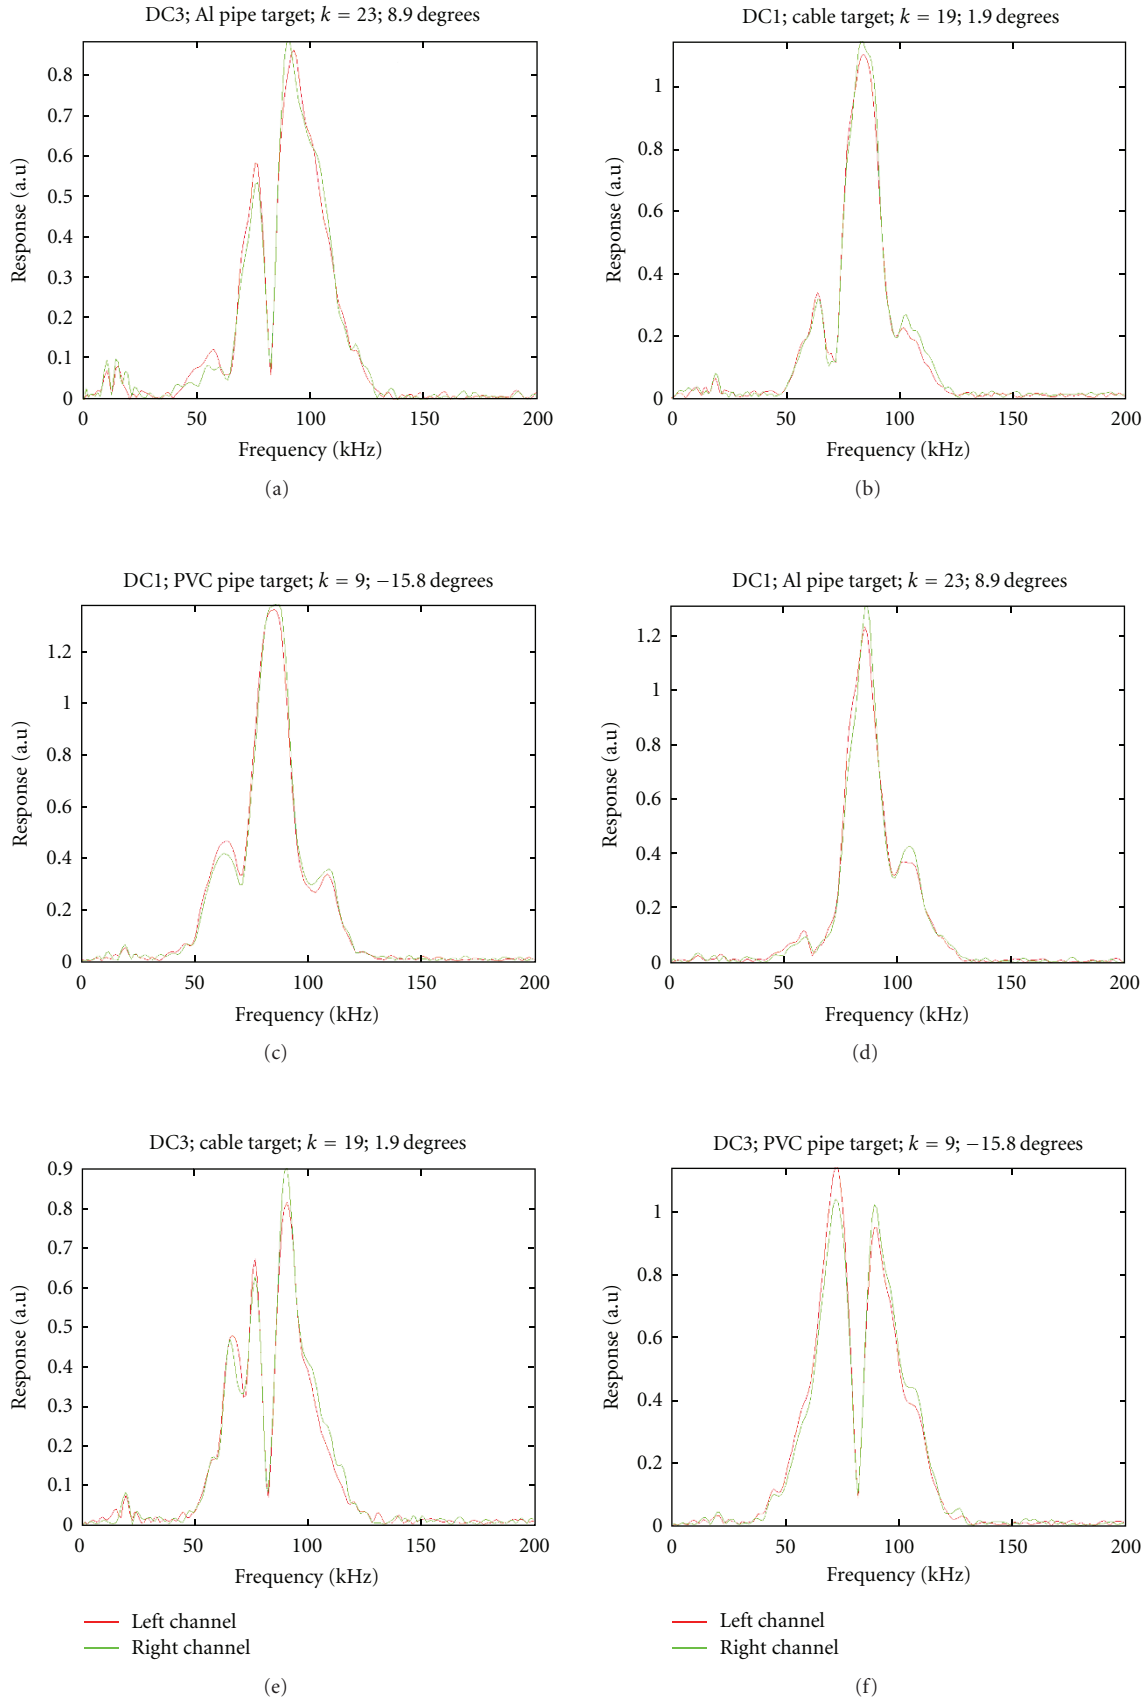 DC3; Al pipe target; k = 23; 8.9 degrees
0.8
0.7
0.6
0.5
0.4
0.3
0.2
0.1
0
Response (a.u)
0 50 100 150 200
Frequency (kHz)
(a)
DC1; cable target; k = 19; 1.9 degrees
1
0.8
0.6
0.4
0.2
0
Response (a.u)
0 50 100 150 200
Frequency (kHz)
(b)
DC1; PVC pipe target; k = 9; −15.8 degrees
1.2
1
0.8
0.6
0.4
0.2
0
Response (a.u)
0 50 100 150 200
Frequency (kHz)
(c)
DC1; Al pipe target; k = 23; 8.9 degrees
1.2
1
0.8
0.6
0.4
0.2
0
Response (a.u)
0 50 100 150 200
Frequency (kHz)
(d)
DC3; cable target; k = 19; 1.9 degrees
0.9
0.8
0.7
0.6
0.5
0.4
0.3
0.2
0.1
0
Response (a.u)
0 50 100 150 200
Frequency (kHz)
Left channel
Right channel
(e)
DC3; PVC pipe target; k = 9; −15.8 degrees
1
0.8
0.6
0.4
0.2
0
Response (a.u)
0 50 100 150 200
Frequency (kHz)
Left channel
Right channel
(f)